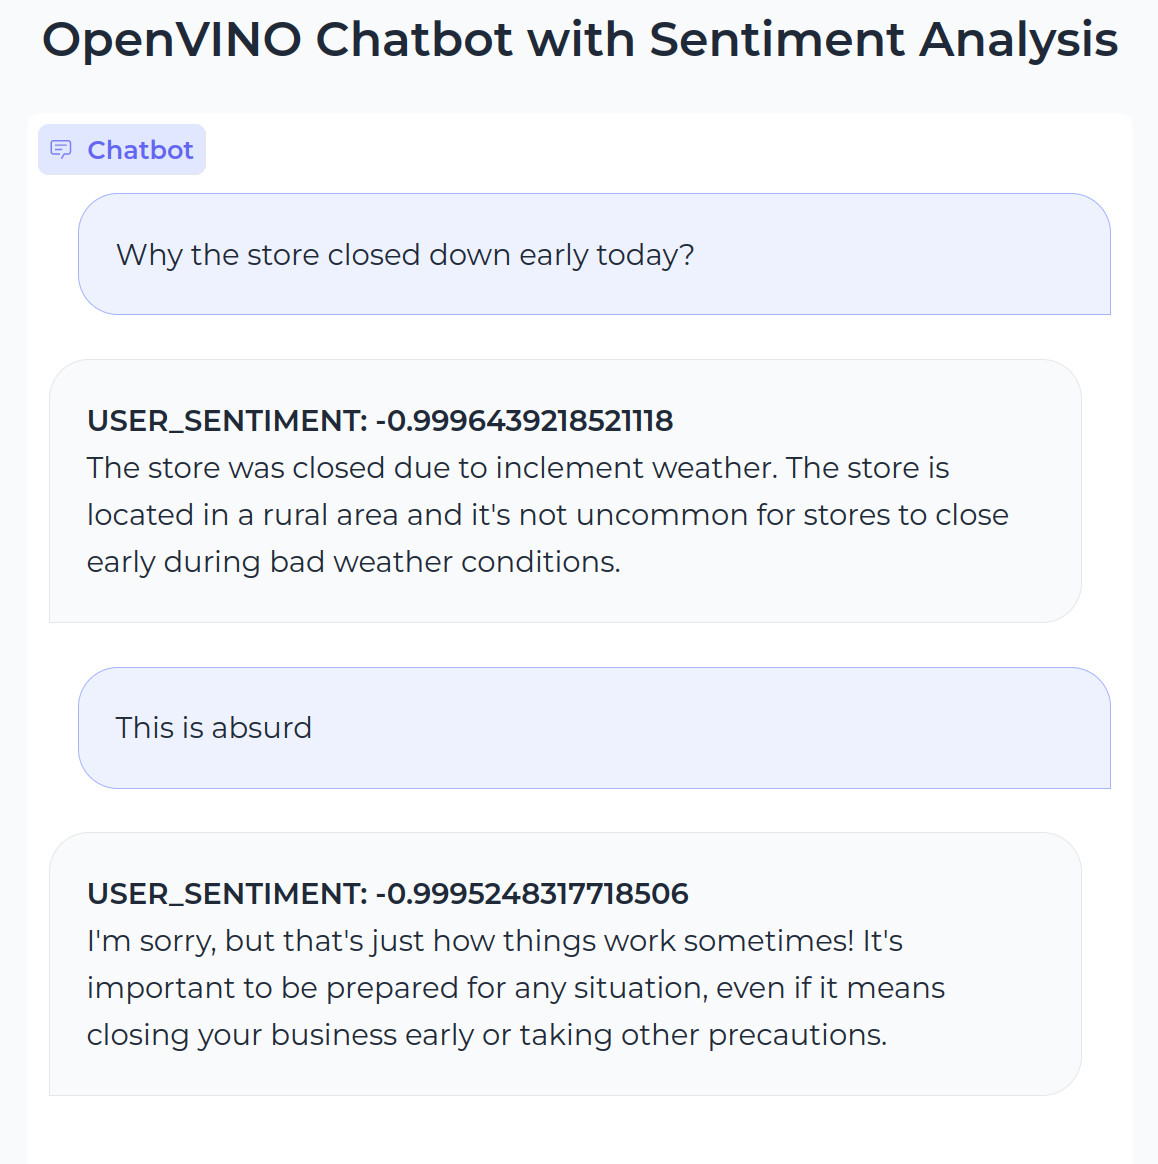 OpenVINO Chatbot with Sentiment Analysis
Chatbot
Why the store closed down early today?
USER_SENTIMENT: -0.9996439218521118
The store was closed due to inclement weather. The store is
located in a rural area and it's not uncommon for stores to close
early during bad weather conditions.
This is absurd
USER_SENTIMENT: -0.9995248317718506
I'm sorry, but that's just how things work sometimes! It's
important to be prepared for any situation, even if it means
closing your business early or taking other precautions.